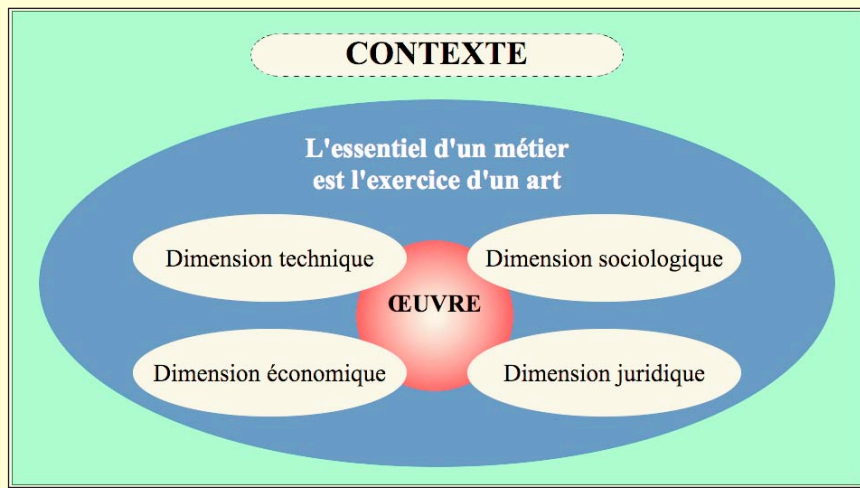 CONTEXTE
L'essentiel d'un métier
est l'exercice d'un art
Dimension technique
Dimension sociologique
ŒUVRE
Dimension économique
Dimension juridique